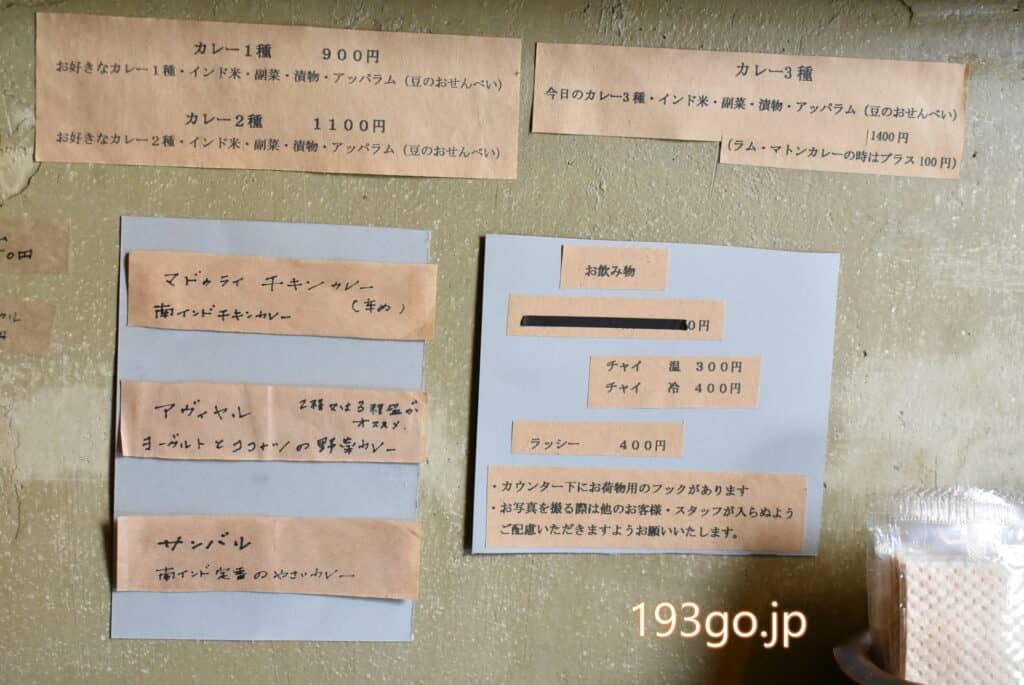 カレー1種 900円
お好きなカレー1種・インド米・副菜・漬物・アッパラム（豆のおせんべい）
カレー2種 1100円
お好きなカレー2種・インド米・副菜・漬物・アッパラム（豆のおせんべい）
カレー3種
今日のカレー3種・インド米・副菜・漬物・アッパラム（豆のおせんべい）
1400円
（ラム・マトンカレーの時はプラス100円）
マドゥライ チキンカレー
（辛め）
南インドチキンカレー
アヴィヤル 2種又は3種盛が
オススメ.
ヨーグルトとココナッツの野菜カレー
サンバル
南インド定番のやさいカレー
お飲み物
0円
チャイ 温 300円
チャイ 冷 400円
ラッシー 400円
・カウンター下にお荷物用のフックがあります
・お写真を撮る際は他のお客様・スタッフが入らぬよう
ご配慮いただきますようお願いいたします。
193go.jp